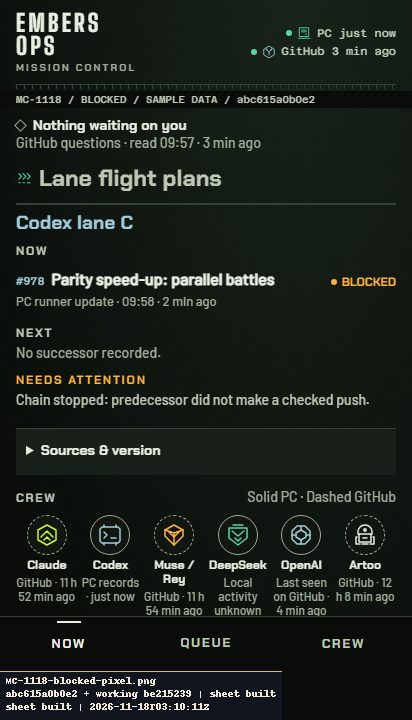 EMBERS
OPS
MISSION CONTROL
PC just now
GitHub 3 min ago
MC-1118 / BLOCKED / SAMPLE DATA / abc615a0b0e2
Nothing waiting on you
GitHub questions · read 09:57 · 3 min ago
Lane flight plans
Codex lane C
NOW
#978 Parity speed-up: parallel battles
BLOCKED
PC runner update · 09:58 · 2 min ago
NEXT
No successor recorded.
NEEDS ATTENTION
Chain stopped: predecessor did not make a checked push.
Sources & version
CREW
Solid PC · Dashed GitHub
Claude
GitHub · 11 h
52 min ago
Codex
PC records
· just now
Muse /
Rey
GitHub · 11 h
54 min ago
DeepSeek
Local
activity
unknown
OpenAI
Last seen
on GitHub ·
4 min ago
Artoo
GitHub · 12
h 8 min ago
NOW
QUEUE
CREW
MC-1118-blocked-pixel.png
abc615a0b0e2 + working be215239 | sheet built
sheet built | 2026-11-18T03:10:11Z